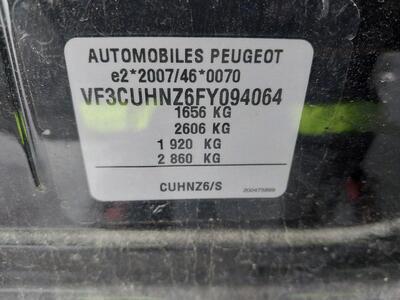 AUTOMOBILES PEUGEOT
e2*2007/46*0070
VF3CUHNZ6FY094064
1656 KG
2606 KG
1 920 KG
2 860 KG
CUHNZ6/S